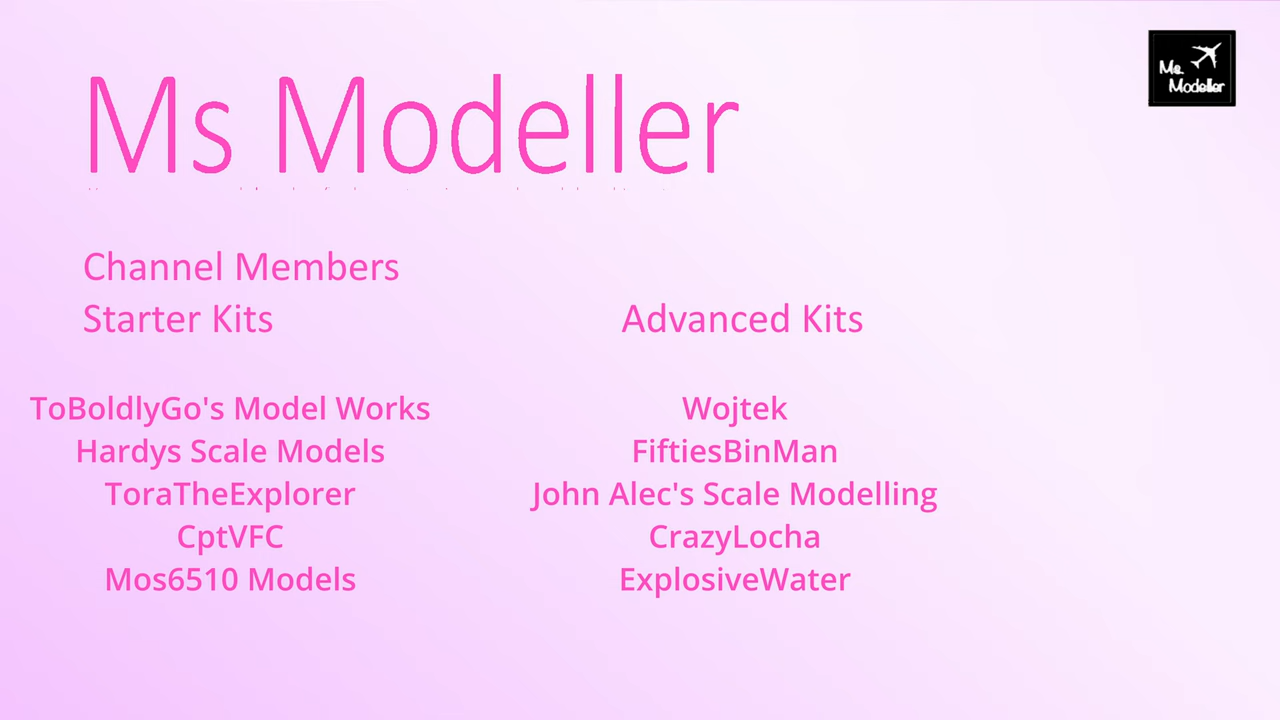 Ms Modeller
Ms.
Modeller
Channel Members
Starter Kits
Advanced Kits
ToBoldlyGo's Model Works
Hardys Scale Models
ToraTheExplorer
CptVFC
Mos6510 Models
Wojtek
FiftiesBinMan
John Alec's Scale Modelling
CrazyLocha
ExplosiveWater